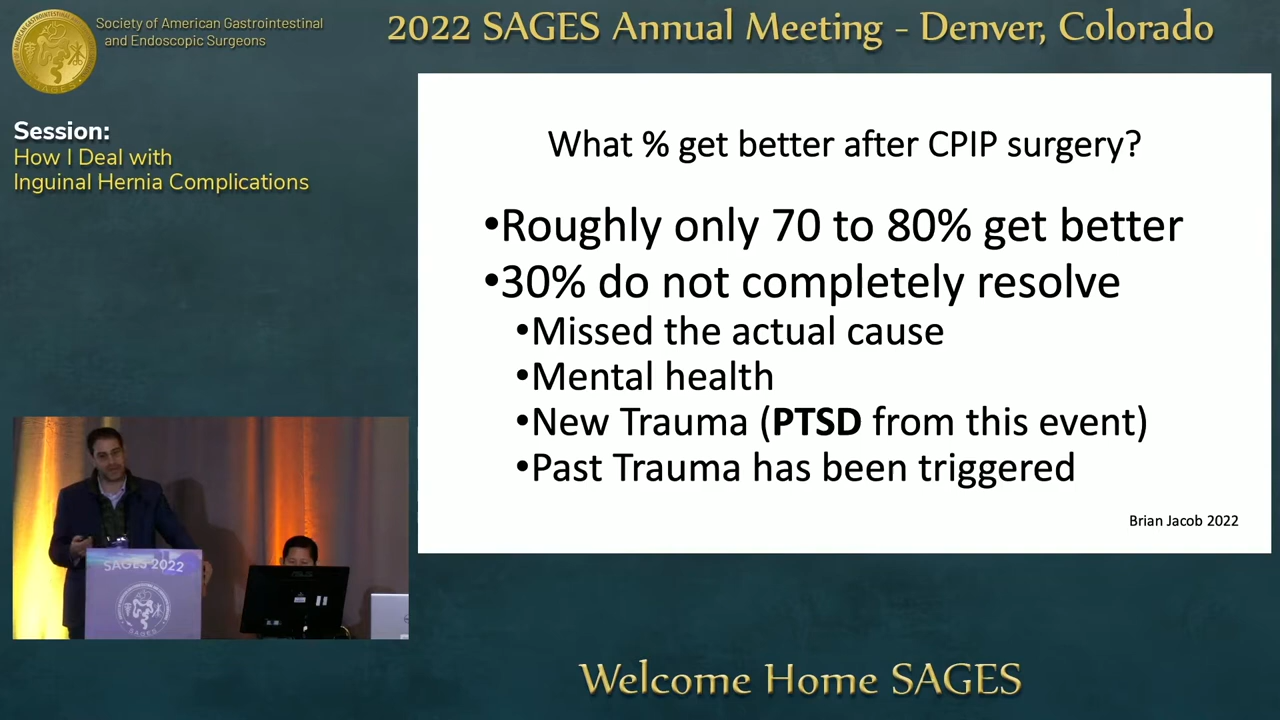 Society of American Gastrointestinal
and Endoscopic Surgeons
2022 SAGES Annual Meeting - Denver, Colorado
Session:
How I Deal with
Inguinal Hernia Complications
What % get better after CPIP surgery?
•Roughly only 70 to 80% get better
•30% do not completely resolve
•Missed the actual cause
•Mental health
•New Trauma (PTSD from this event)
•Past Trauma has been triggered
Brian Jacob 2022
SAGES 2022
SAGES
Welcome Home SAGES